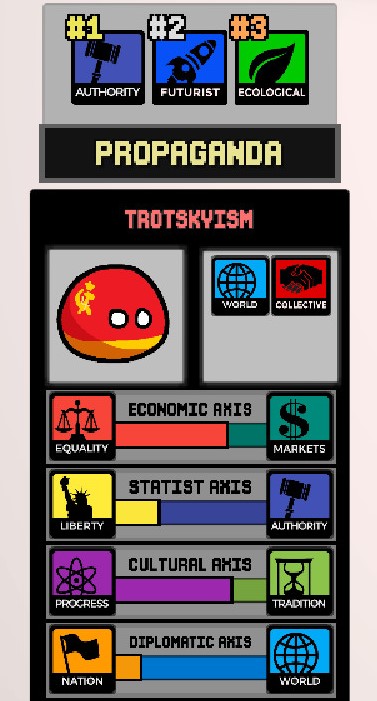 #1 #2 #3
AUTHORITY FUTURIST ECOLOGICAL
PROPAGANDA
TROTSKYISM
WORLD COLLECTIVE
ECONOMIC AXIS
EQUALITY MARKETS
STATIST AXIS
LIBERTY AUTHORITY
CULTURAL AXIS
PROGRESS TRADITION
DIPLOMATIC AXIS
NATION WORLD